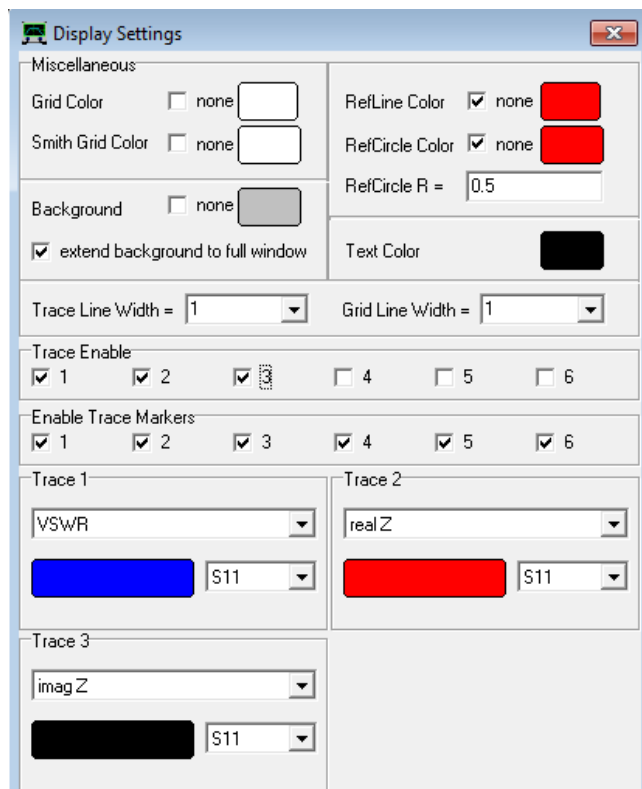 Display Settings
Miscellaneous
Grid Color none
Smith Grid Color none
RefLine Color none
RefCircle Color none
RefCircle R = 0.5
Background none
extend background to full window
Text Color
Trace Line Width = 1
Grid Line Width = 1
Trace Enable
1 2 3 4 5 6
Enable Trace Markers
1 2 3 4 5 6
Trace 1
VSWR
S11
Trace 2
real Z
S11
Trace 3
imag Z
S11